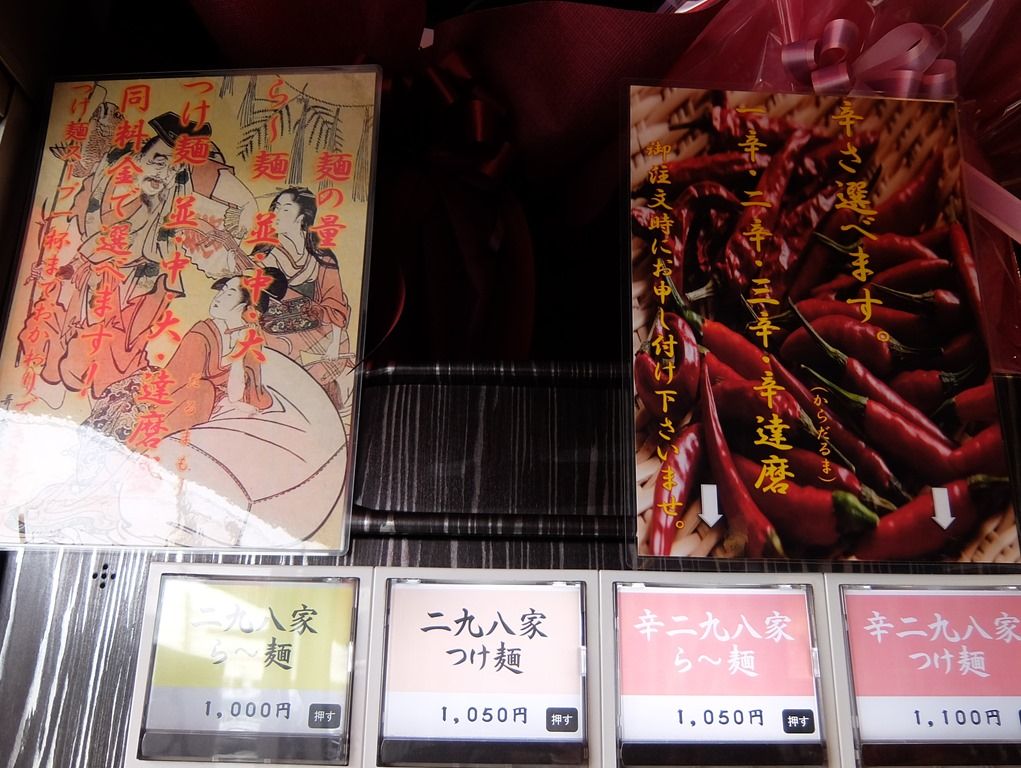 麺の量
ら〜麺 並・中・大
つけ麺 並・中・大・達磨
同料金で選べます!
辛さ選べます。
一辛・二辛・三辛・辛達磨
(からだるま)
御注文時にお申し付け下さいませ。
二九八家
ら〜麺
1,000円
押す
二九八家
つけ麺
1,050円
押す
辛二九八家
ら〜麺
1,050円
押す
辛二九八家
つけ麺
1,100円